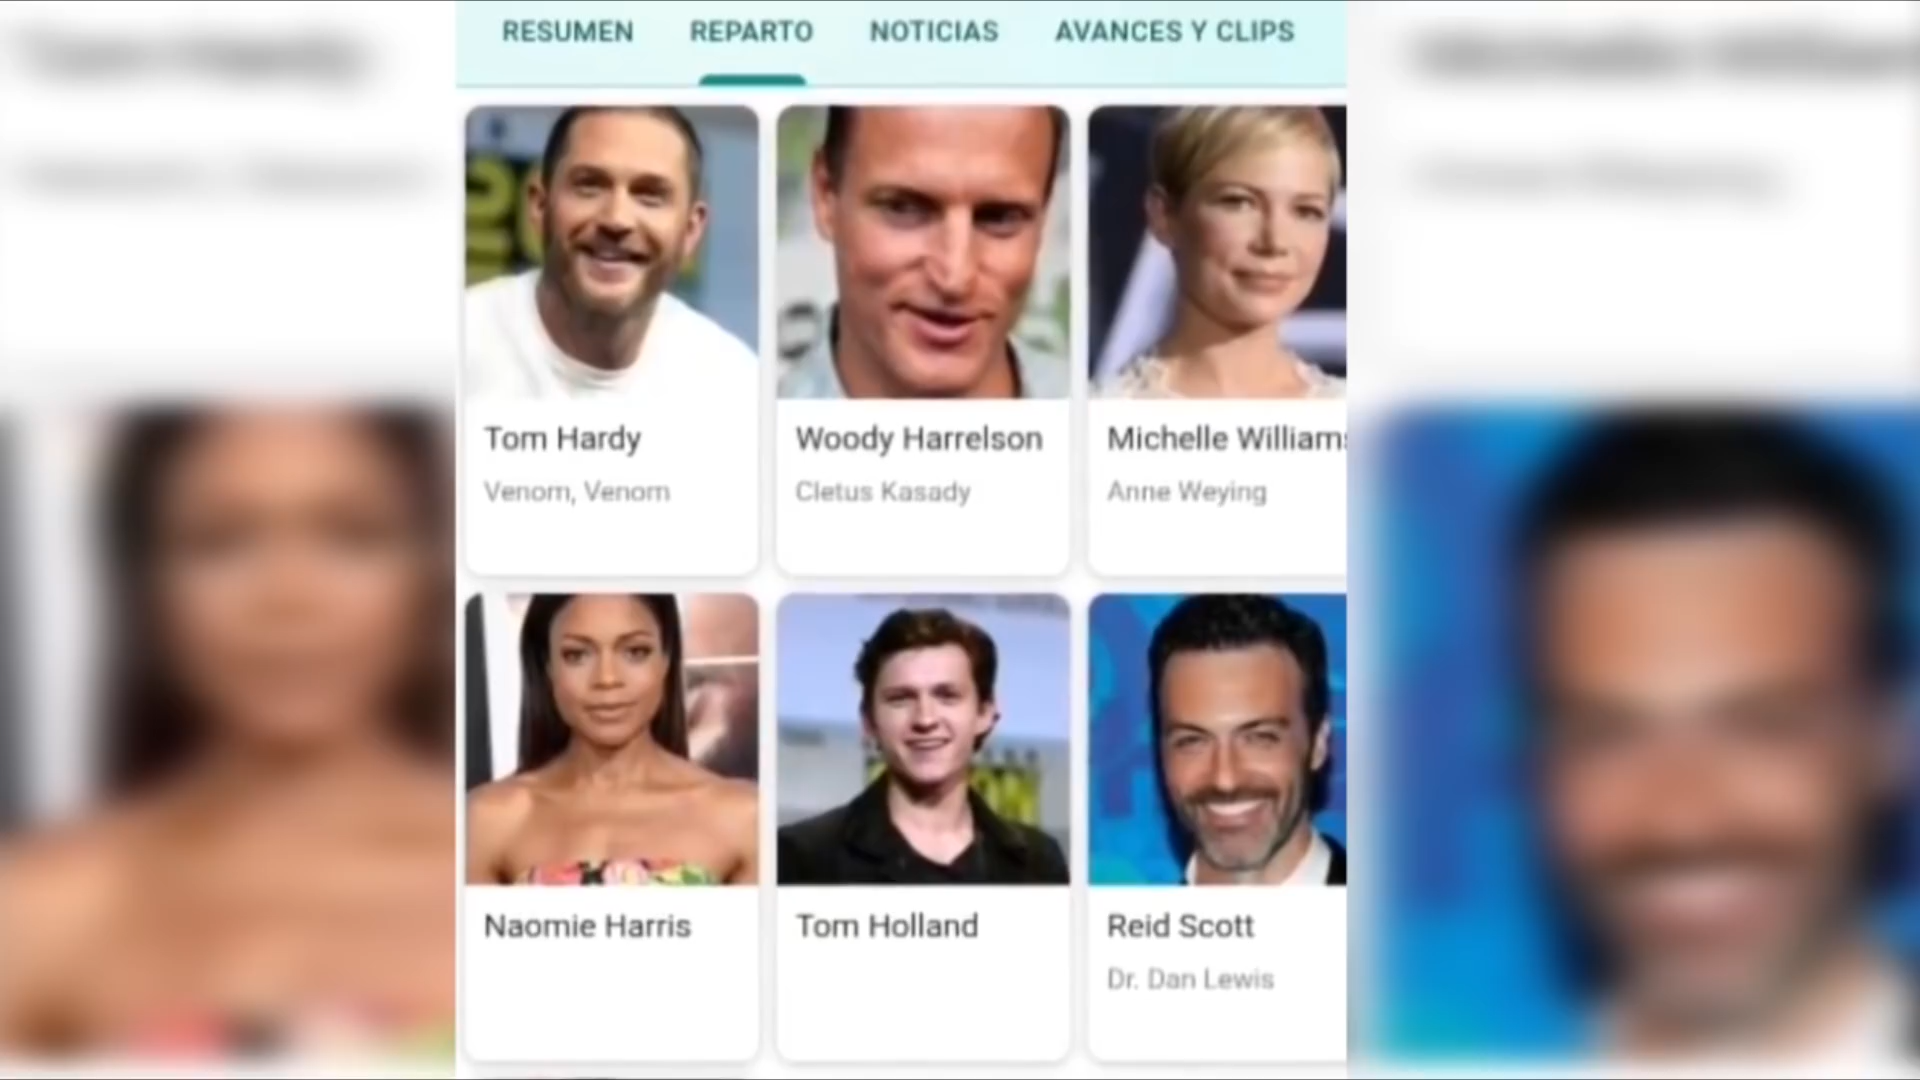 RESUMEN REPARTO NOTICIAS AVANCES Y CLIPS
Tom Hardy Woody Harrelson Michelle Williams
Venom, Venom Cletus Kasady Anne Weying
Naomie Harris Tom Holland Reid Scott
Dr. Dan Lewis